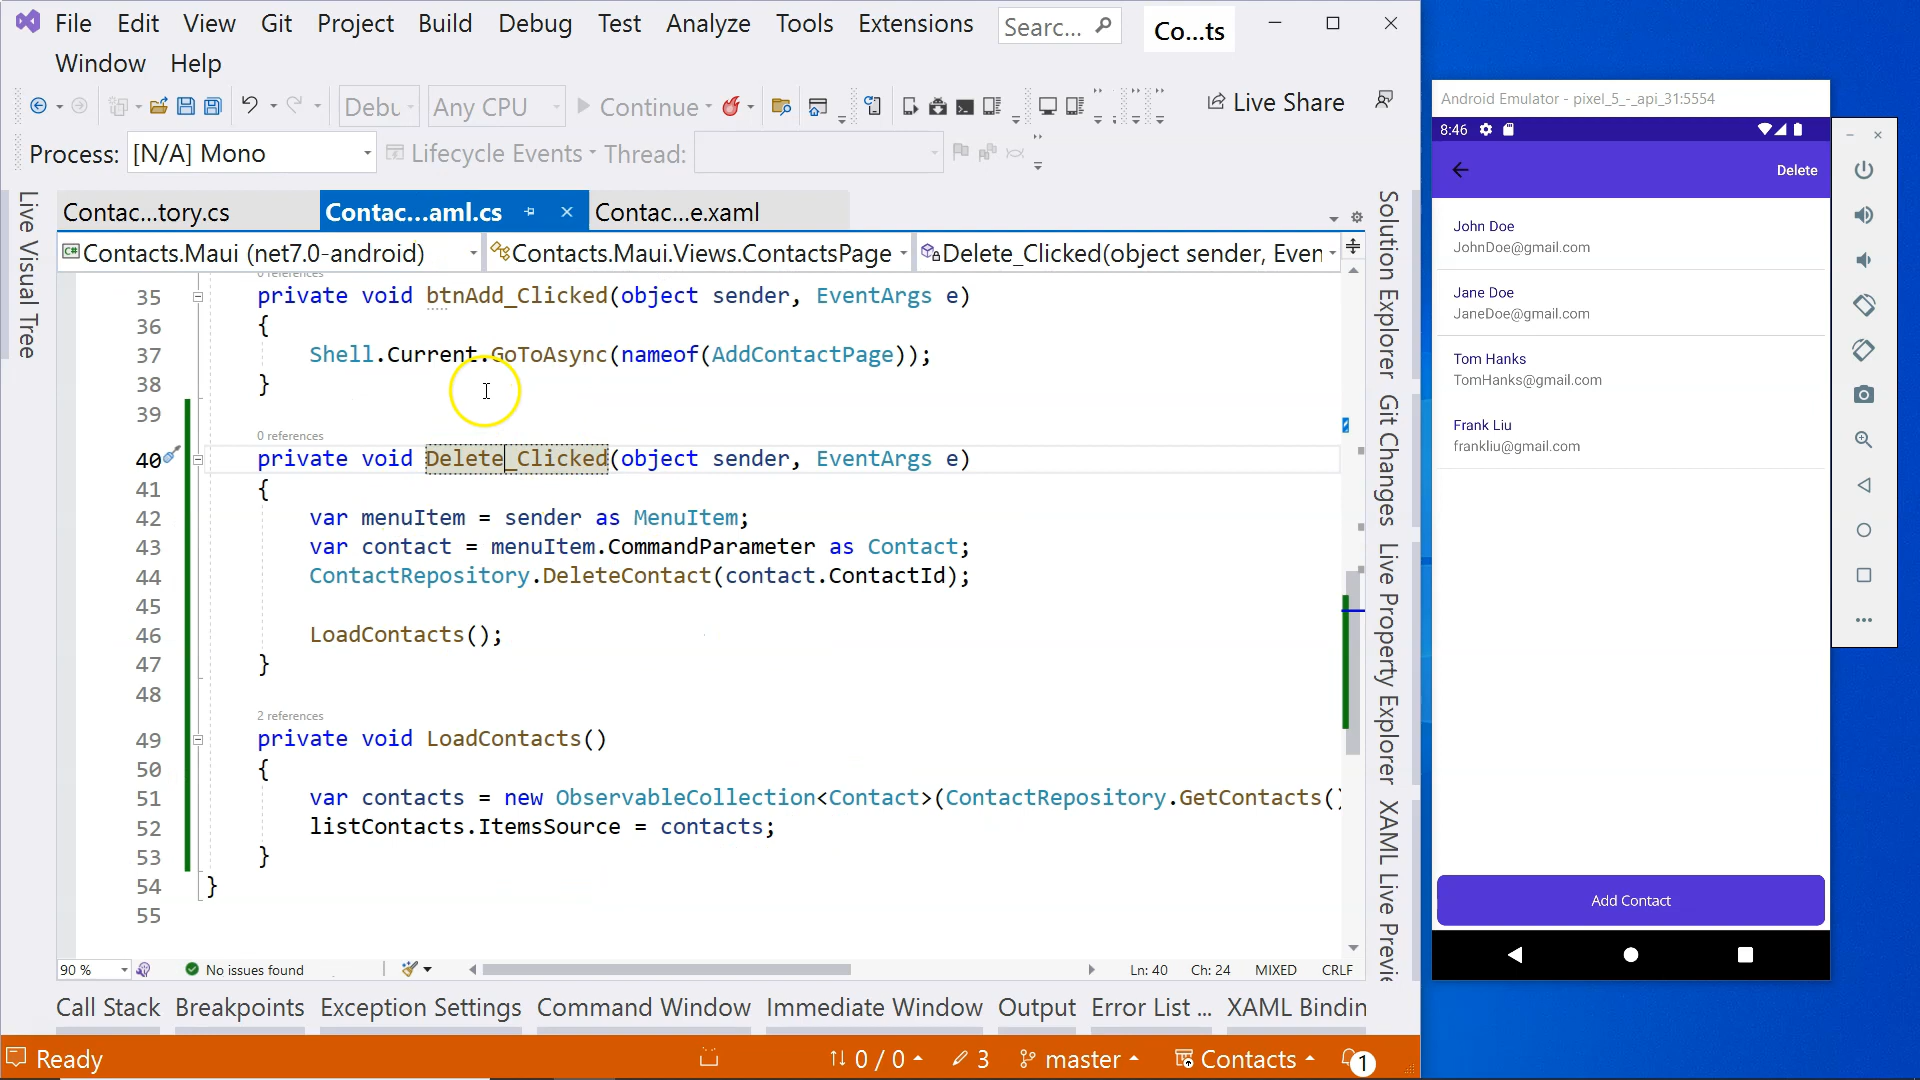 File Edit View Git Project Build Debug Test Tools Analyze Tools Extensions Searc... Co...ts
Window Help
Debu Any CPU Continue Live Share
Process: [N/A] Mono Lifecycle Events Thread:
Live Visual Tree
Contac...tory.cs Contac...aml.cs Contac...e.xaml
Contacts.Maui (net7.0-android) Contacts.Maui.Views.ContactsPage Delete_Clicked(object sender, Even
0 references
35 private void btnAdd_Clicked(object sender, EventArgs e)
36 {
37 Shell.Current.GoToAsync(nameof(AddContactPage));
38 }
39
0 references
40 private void Delete_Clicked(object sender, EventArgs e)
41 {
42 var menuItem = sender as MenuItem;
43 var contact = menuItem.CommandParameter as Contact;
44 ContactRepository.DeleteContact(contact.ContactId);
45
46 LoadContacts();
47 }
48
2 references
49 private void LoadContacts()
50 {
51 var contacts = new ObservableCollection<Contact>(ContactRepository.GetContacts()
52 listContacts.ItemsSource = contacts;
53 }
54 }
55
90 % No issues found Ln: 40 Ch: 24 MIXED CRLF
Call Stack Breakpoints Exception Settings Command Window Immediate Window Output Error List ... XAML Bindin
Ready 0 / 0 3 master Contacts 1
Solution Explorer
Git Changes
Live Property Explorer
XAML Live Previe
Android Emulator - pixel_5_-_api_31:5554
8:46
Delete
John Doe
JohnDoe@gmail.com
Jane Doe
JaneDoe@gmail.com
Tom Hanks
TomHanks@gmail.com
Frank Liu
frankliu@gmail.com
Add Contact